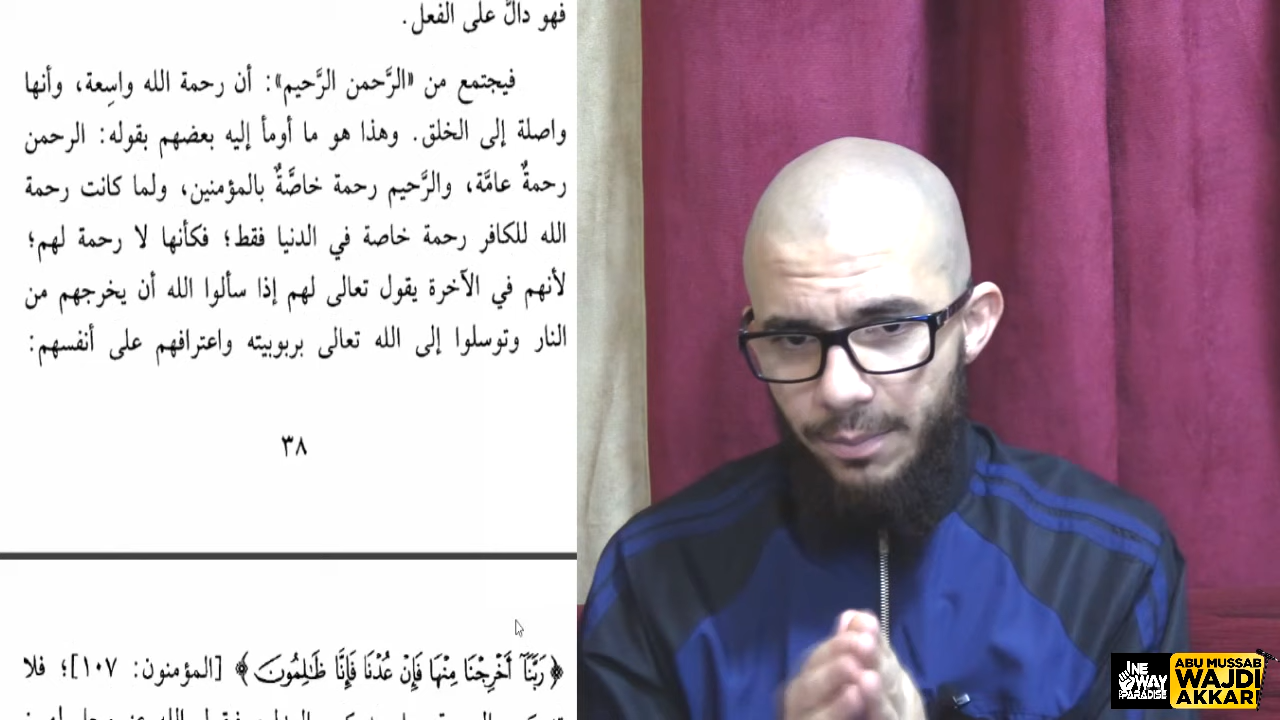 فهو دالٌّ على الفعل.
فيجتمع من «الرَّحمن الرَّحيم»: أن رحمة الله واسِعة، وأنها
واصلة إلى الخلق. وهذا هو ما أومأ إليه بعضهم بقوله: الرحمن
رحمةٌ عامَّة، والرَّحيم رحمة خاصَّةٌ بالمؤمنين، ولما كانت رحمة
الله للكافر رحمة خاصة في الدنيا فقط؛ فكأنها لا رحمة لهم؛
لأنهم في الآخرة يقول تعالى لهم إذا سألوا الله أن يخرجهم من
النار وتوسلوا إلى الله تعالى بربوبيته واعترافهم على أنفسهم:
٣٨
﴿رَبَّنَآ أَخْرِجْنَا مِنْهَا فَإِنْ عُدْنَا فَإِنَّا ظَٰلِمُونَ﴾ [المؤمنون: ١٠٧]؛ فلا
ONE WAY 2 PARADISE
ABU MUSSAB
WAJDI
AKKARI